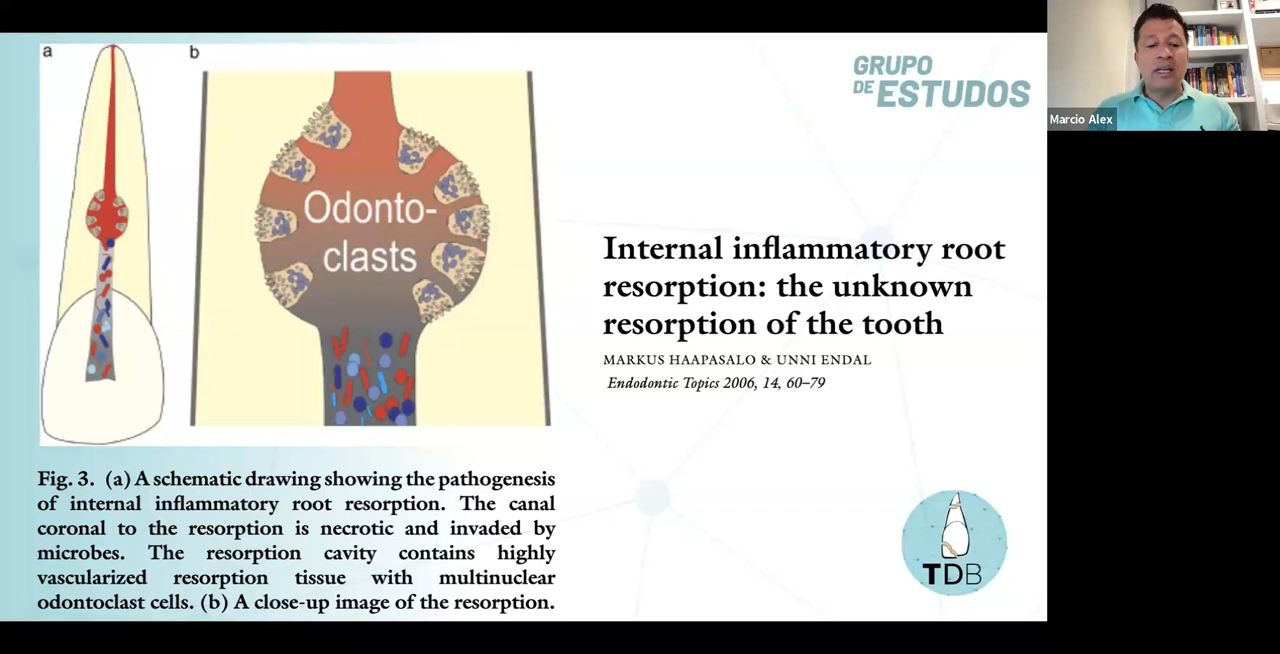 a
b
Odonto-
clasts
GRUPO
DE ESTUDOS
Marcio Alex
Internal inflammatory root
resorption: the unknown
resorption of the tooth
MARKUS HAAPASALO & UNNI ENDAL
Endodontic Topics 2006, 14, 60–79
Fig. 3. (a) A schematic drawing showing the pathogenesis
of internal inflammatory root resorption. The canal
coronal to the resorption is necrotic and invaded by
microbes. The resorption cavity contains highly
vascularized resorption tissue with multinuclear
odontoclast cells. (b) A close-up image of the resorption.
TDB